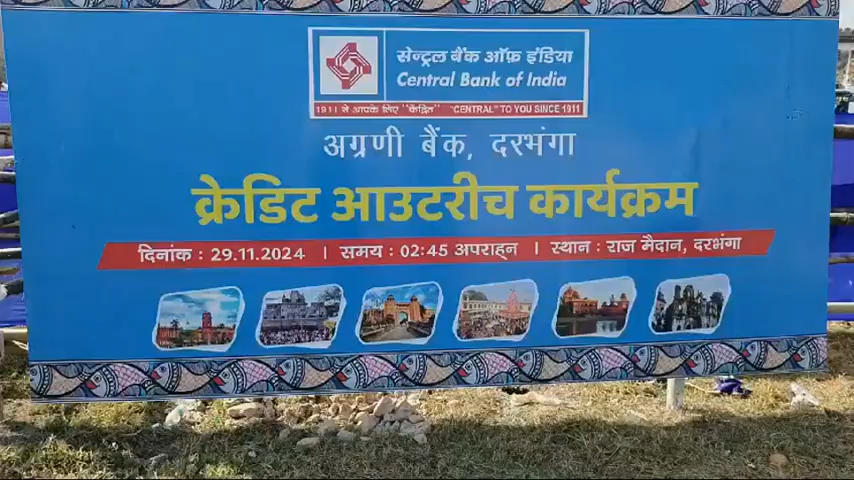 सेन्ट्रल बैंक ऑफ़ इंडिया
Central Bank of India
1911 से आपके लिए "केंद्रित" "CENTRAL" TO YOU SINCE 1911
अग्रणी बैंक, दरभंगा
क्रेडिट आउटरीच कार्यक्रम
दिनांक : 29.11.2024 | समय : 02:45 अपराह्न | स्थान : राज मैदान, दरभंगा